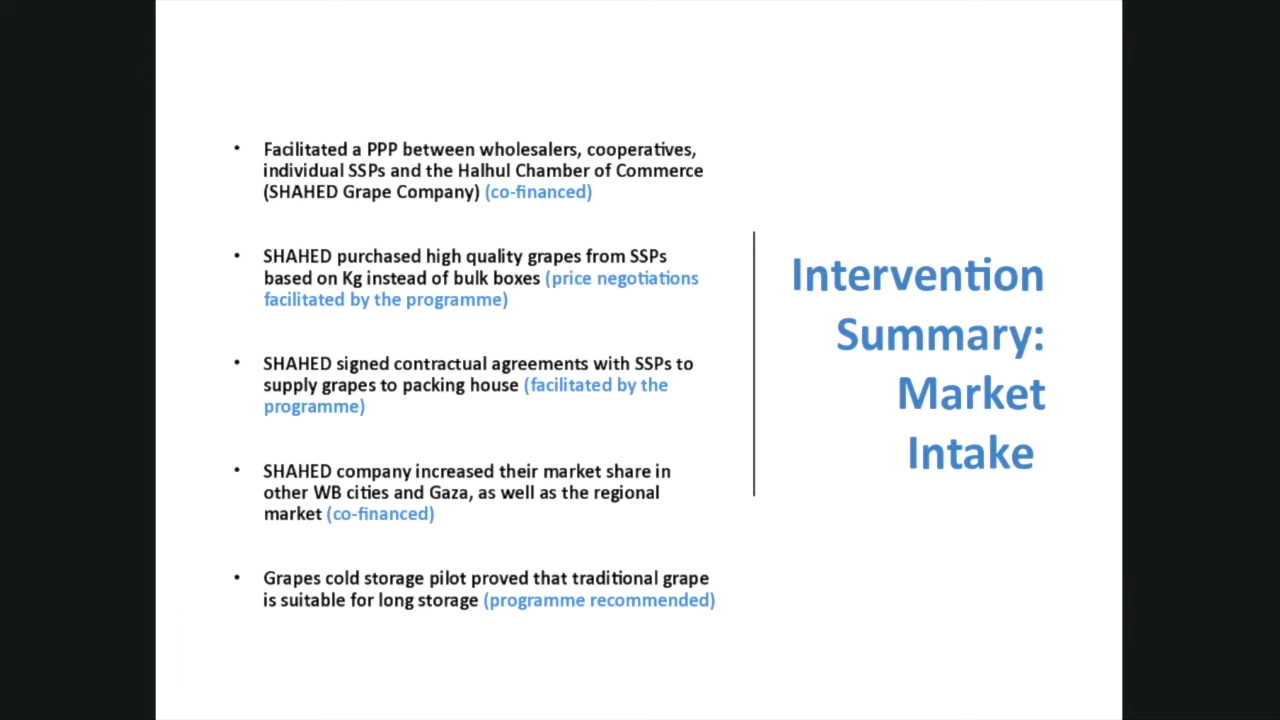 • Facilitated a PPP between wholesalers, cooperatives,
individual SSPs and the Halhul Chamber of Commerce
(SHAHED Grape Company) (co-financed)
• SHAHED purchased high quality grapes from SSPs
based on Kg instead of bulk boxes (price negotiations
facilitated by the programme)
• SHAHED signed contractual agreements with SSPs to
supply grapes to packing house (facilitated by the
programme)
• SHAHED company increased their market share in
other WB cities and Gaza, as well as the regional
market (co-financed)
• Grapes cold storage pilot proved that traditional grape
is suitable for long storage (programme recommended)
Intervention
Summary:
Market
Intake